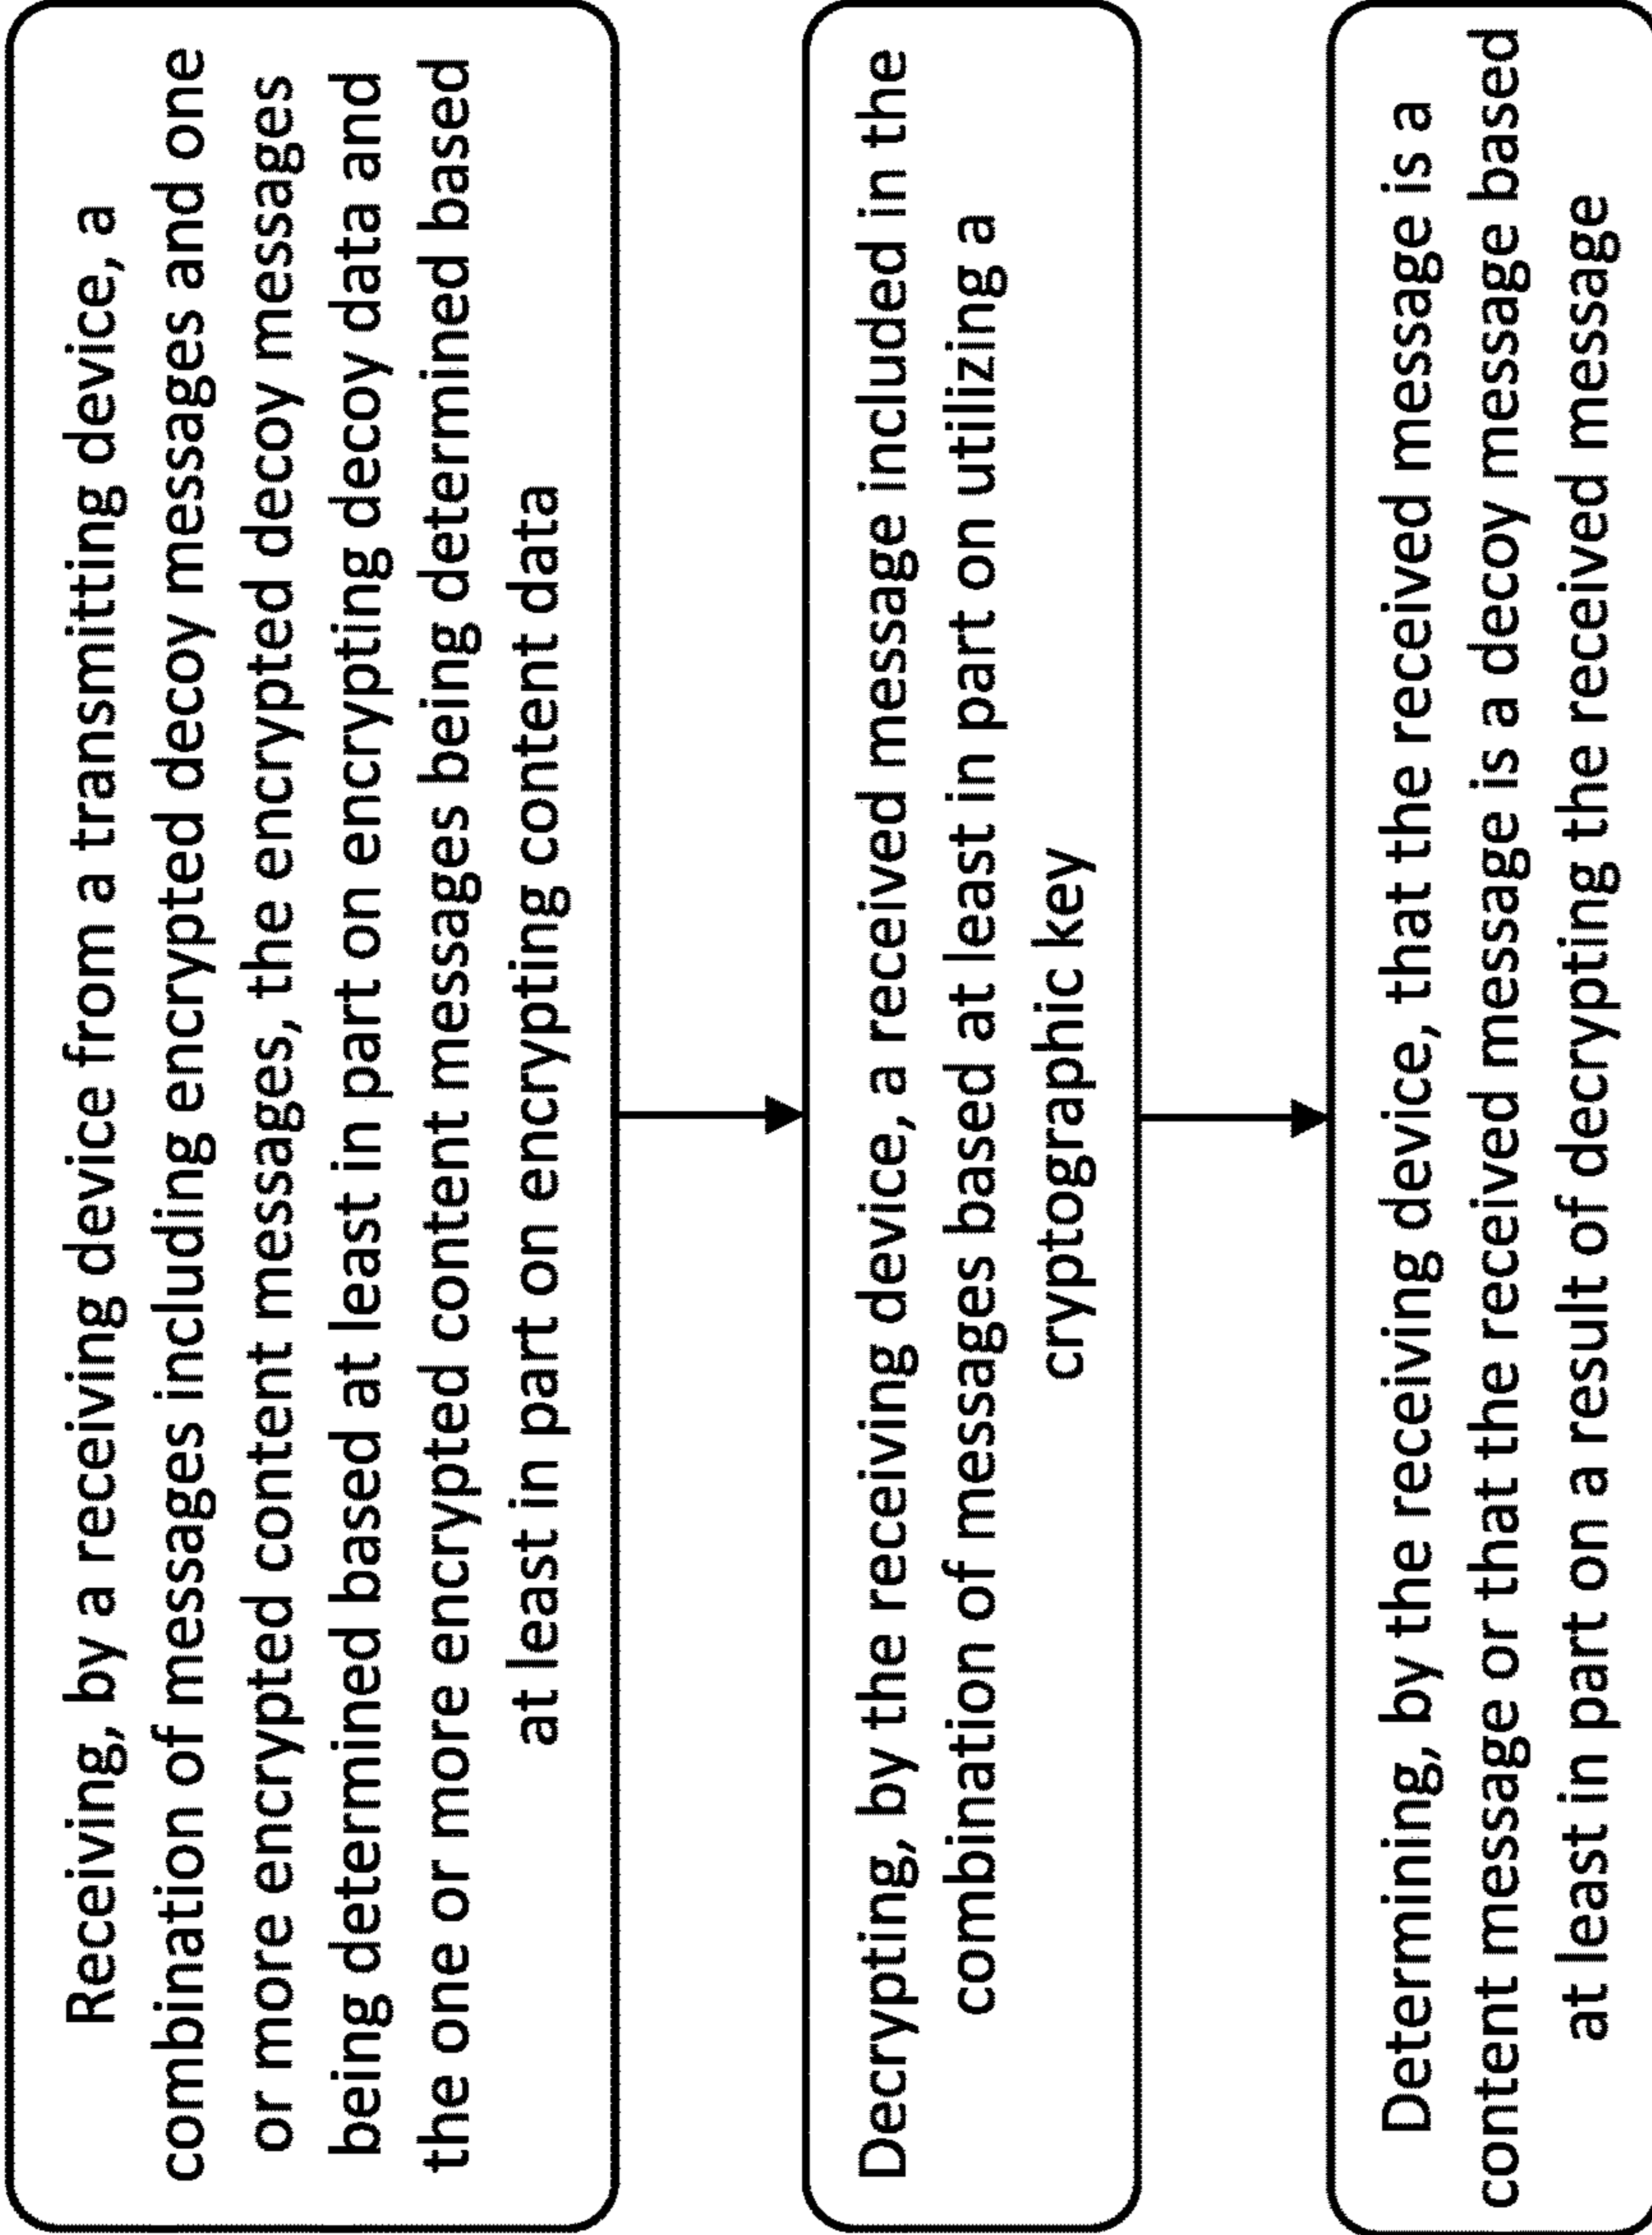 Receiving, by a receiving device from a transmitting device, a
combination of messages including encrypted decoy messages and one
or more encrypted content messages, the encrypted decoy messages
being determined based at least in part on encrypting decoy data and
the one or more encrypted content messages being determined based
at least in part on encrypting content data
Decrypting, by the receiving device, a received message included in the
combination of messages based at least in part on utilizing a
cryptographic key
Determining, by the receiving device, that the received message is a
content message or that the received message is a decoy message based
at least in part on a result of decrypting the received message